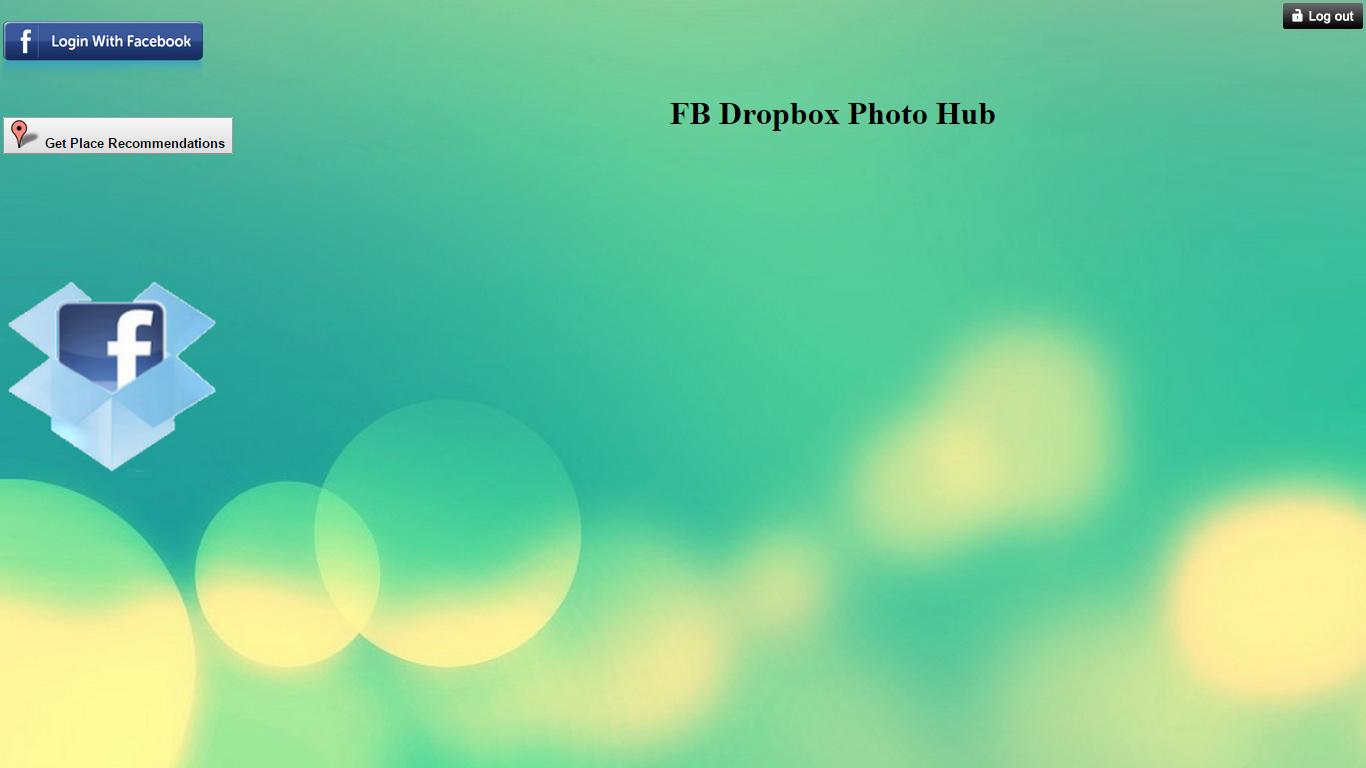 Log out
f Login With Facebook
FB Dropbox Photo Hub
Get Place Recommendations
f